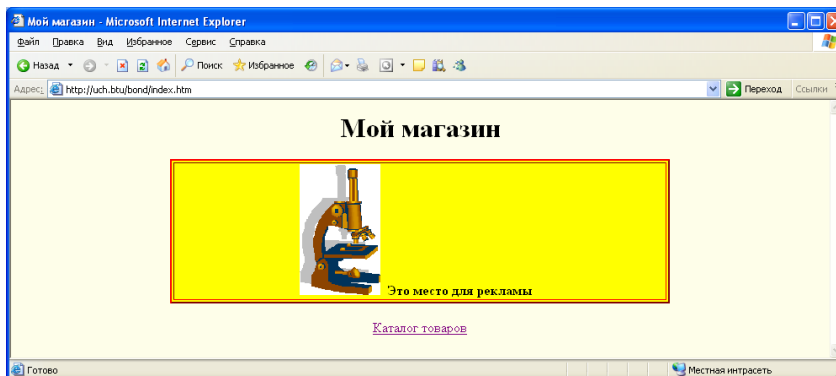 Мой магазин - Microsoft Internet Explorer
Файл Правка Вид Избранное Сервис Справка
Назад Поиск Избранное
Адрес: http://uch.btu/bond/index.htm Переход Ссылки
Мой магазин
Это место для рекламы
Каталог товаров
Готово Местная интрасеть